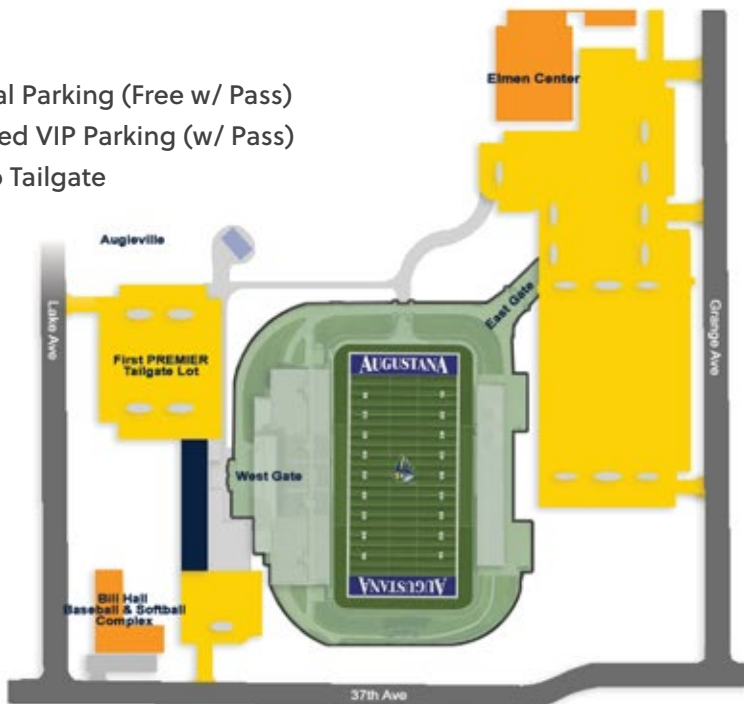 al Parking (Free w/ Pass)
ed VIP Parking (w/ Pass)
o Tailgate
Elmen Center
Augieville
Lake Ave
First PREMIER
Tailgate Lot
East Gate
Grange Ave
AUGUSTANA
West Gate
AUGUSTANA
Bill Hall
Baseball & Softball
Complex
37th Ave